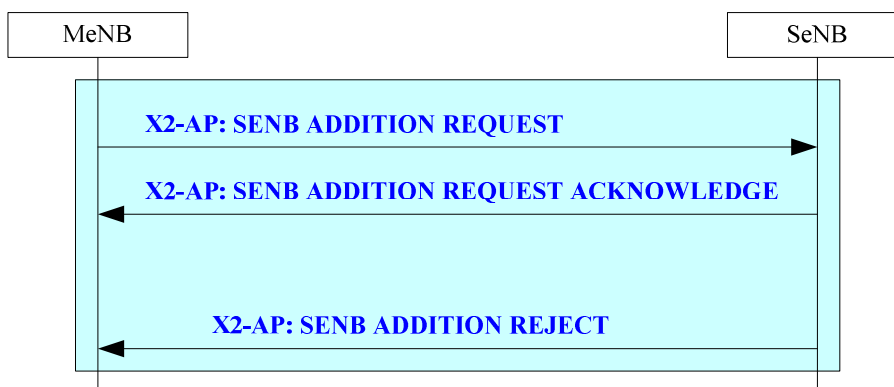 MeNB
SeNB
X2-AP: SENB ADDITION REQUEST
X2-AP: SENB ADDITION REQUEST ACKNOWLEDGE
X2-AP: SENB ADDITION REJECT